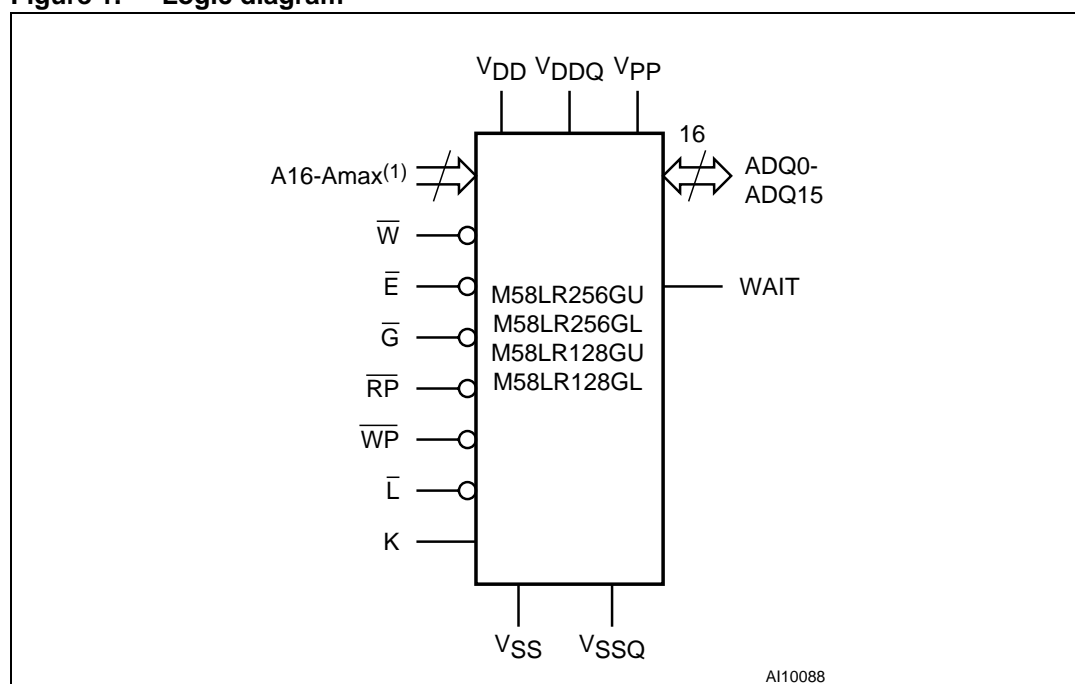 Figure 1. Logic diagram
VDD VDDQ VPP
16
A16-Amax(1)
ADQ0-
ADQ15
W
E
WAIT
G
RP
WP
L
K
M58LR256GU
M58LR256GL
M58LR128GU
M58LR128GL
VSS VSSQ
AI10088